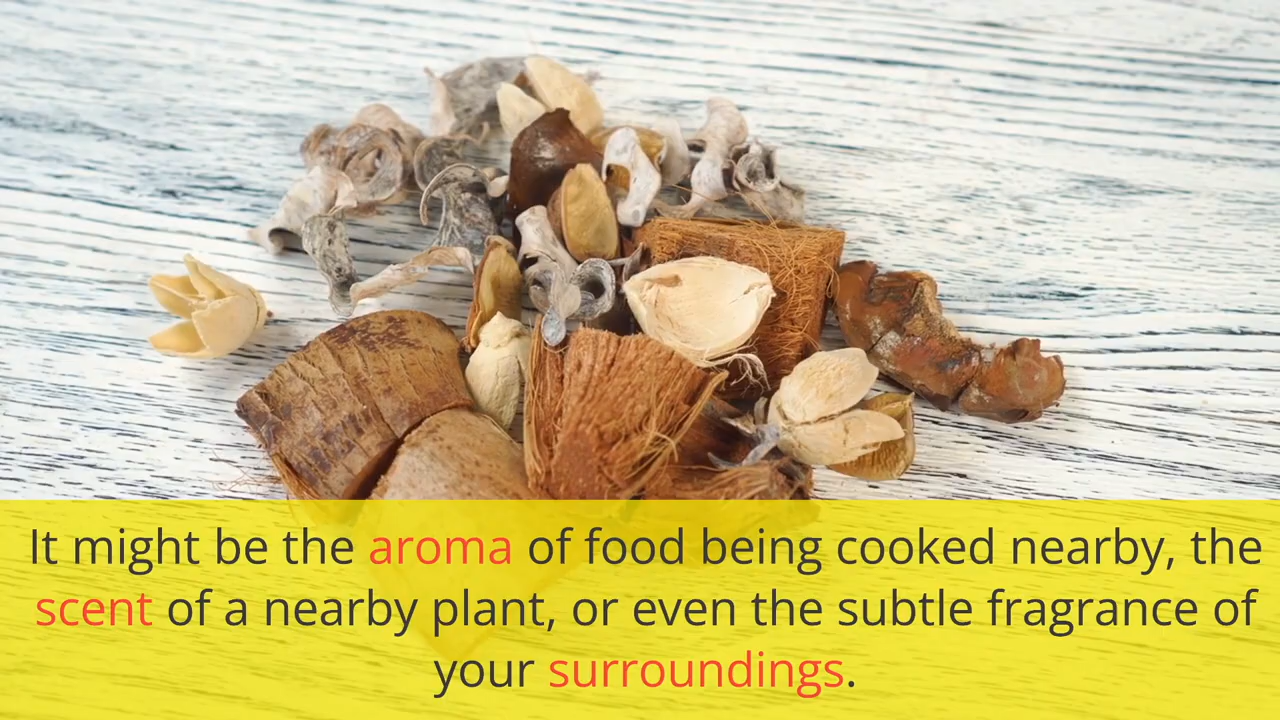 It might be the aroma of food being cooked nearby, the
scent of a nearby plant, or even the subtle fragrance of
your surroundings.